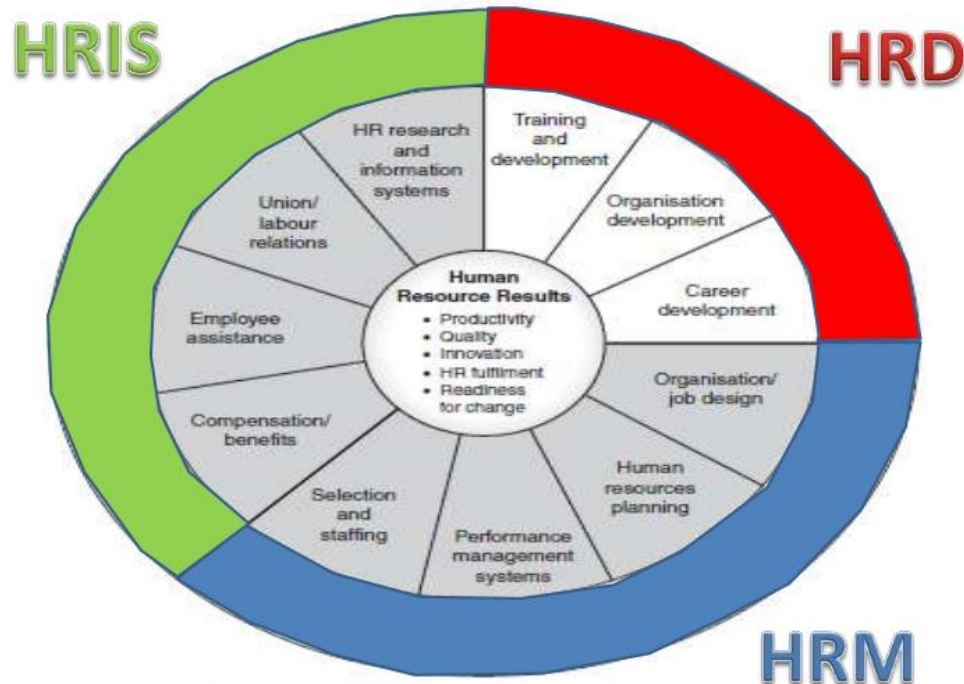 HRIS
HRD
HR research
and
information
systems
Training
and
development
Organisation
development
Career
development
Organisation/
job design
Human
resources
planning
Performance
management
systems
Selection
and
staffing
Compensation/
benefits
Employee
assistance
Union/
labour
relations
Human
Resource Results
• Productivity
• Quality
• Innovation
• HR fulfilment
• Readiness
for change
HRM